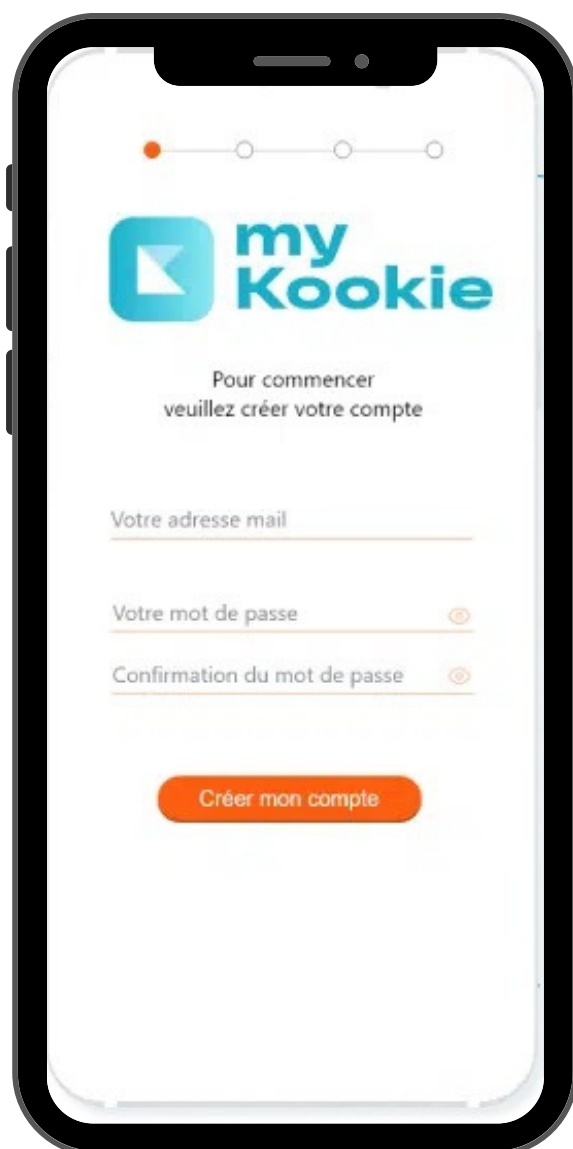 my
Kookie
Pour commencer
veuillez créer votre compte
Votre adresse mail
Votre mot de passe
Confirmation du mot de passe
Créer mon compte